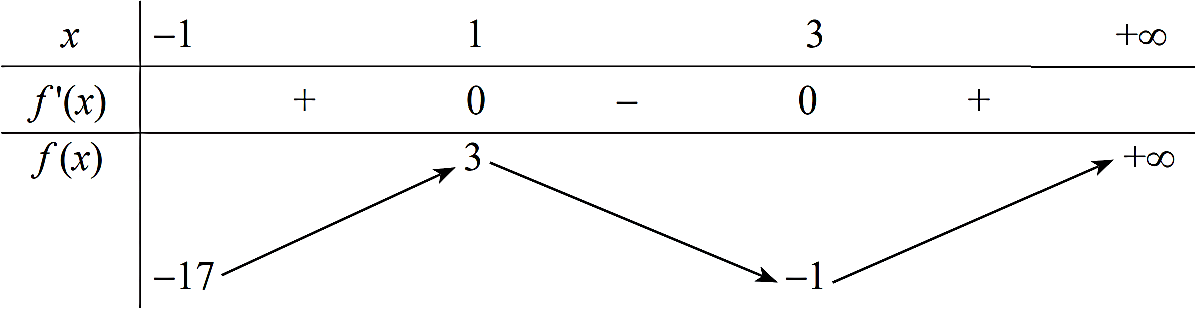 x −1 1 3 +∞
f'(x) + 0 − 0 +
f(x) 3 +∞
−17 −1